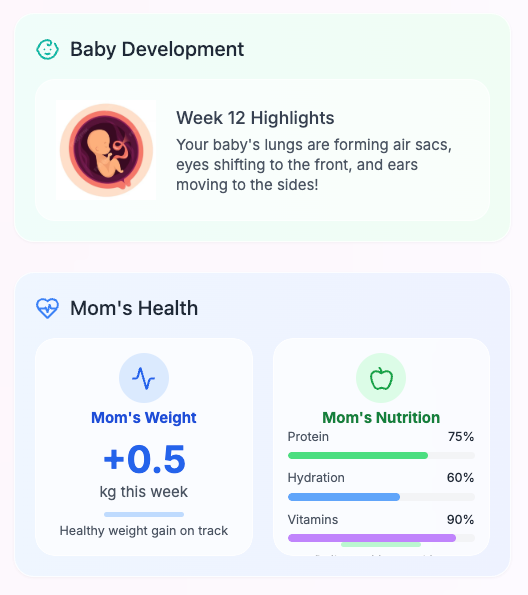 Baby Development
Week 12 Highlights
Your baby's lungs are forming air sacs,
eyes shifting to the front, and ears
moving to the sides!
Mom's Health
Mom's Weight
+0.5
kg this week
Healthy weight gain on track
Mom's Nutrition
Protein 75%
Hydration 60%
Vitamins 90%